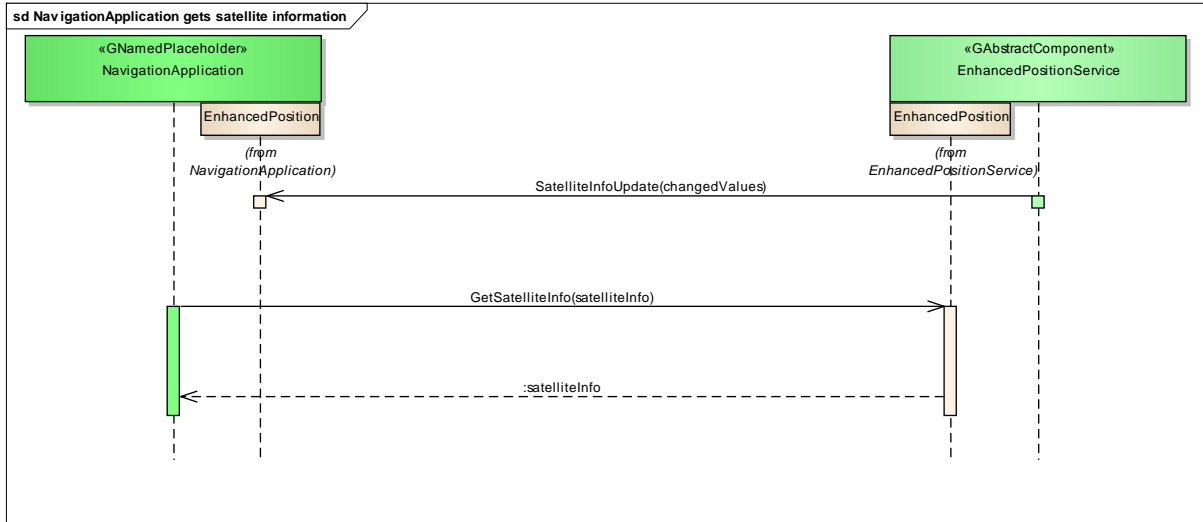 sd NavigationApplication gets satellite information
«GNamedPlaceholder»
NavigationApplication
«GAbstractComponent»
EnhancedPositionService
EnhancedPosition
EnhancedPosition
(from
NavigationApplication)
(from
EnhancedPositionService)
SatelliteInfoUpdate(changedValues)
GetSatelliteInfo(satelliteInfo)
:satelliteInfo